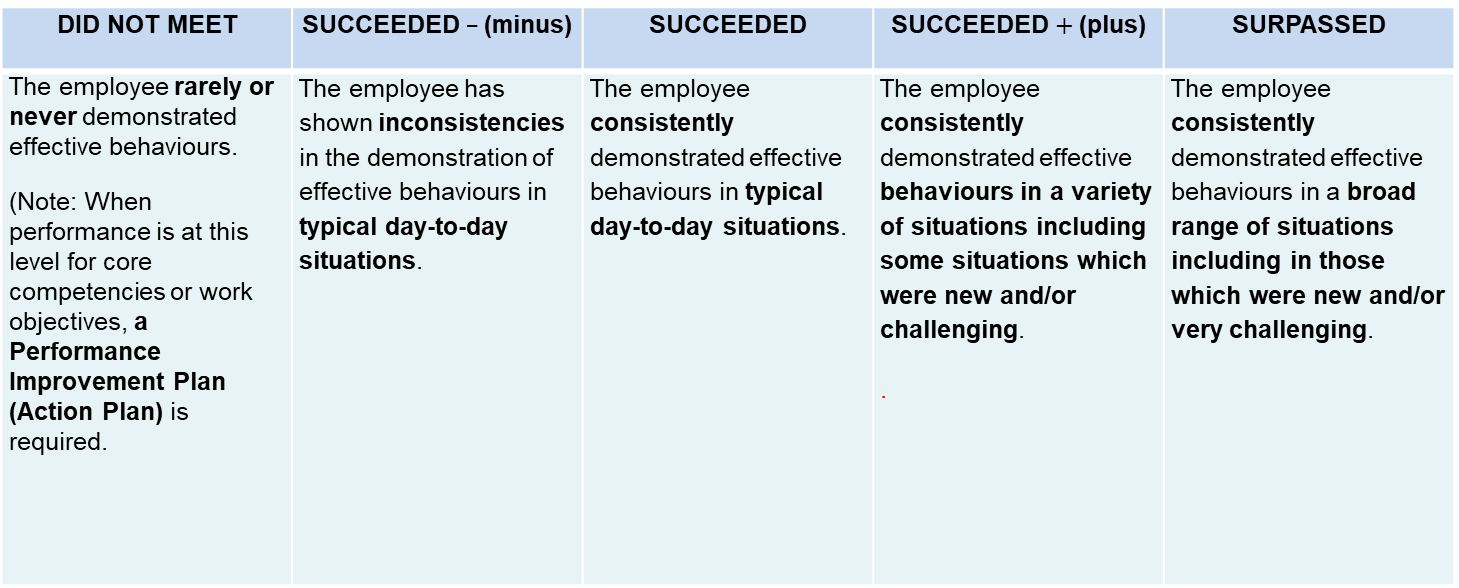 DID NOT MEET
The employee rarely or
never demonstrated
effective behaviours.
(Note: When
performance is at this
level for core
competencies or work
objectives, a
Performance
Improvement Plan
(Action Plan) is
required.
SUCCEEDED – (minus)
The employee has
shown inconsistencies
in the demonstration of
effective behaviours in
typical day-to-day
situations.
SUCCEEDED
The employee
consistently
demonstrated effective
behaviours in typical
day-to-day situations.
SUCCEEDED + (plus)
The employee
consistently
demonstrated effective
behaviours in a variety
of situations including
some situations which
were new and/or
challenging.
.
SURPASSED
The employee
consistently
demonstrated effective
behaviours in a broad
range of situations
including in those
which were new and/or
very challenging.